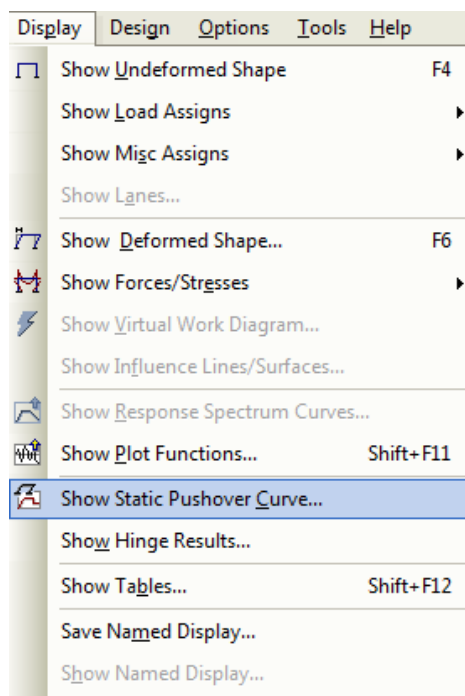 Display Design Options Tools Help
Show Undeformed Shape F4
Show Load Assigns
Show Misc Assigns
Show Lanes...
Show Deformed Shape... F6
Show Forces/Stresses
Show Virtual Work Diagram...
Show Influence Lines/Surfaces...
Show Response Spectrum Curves...
Show Plot Functions... Shift+F11
Show Static Pushover Curve...
Show Hinge Results...
Show Tables... Shift+F12
Save Named Display...
Show Named Display...